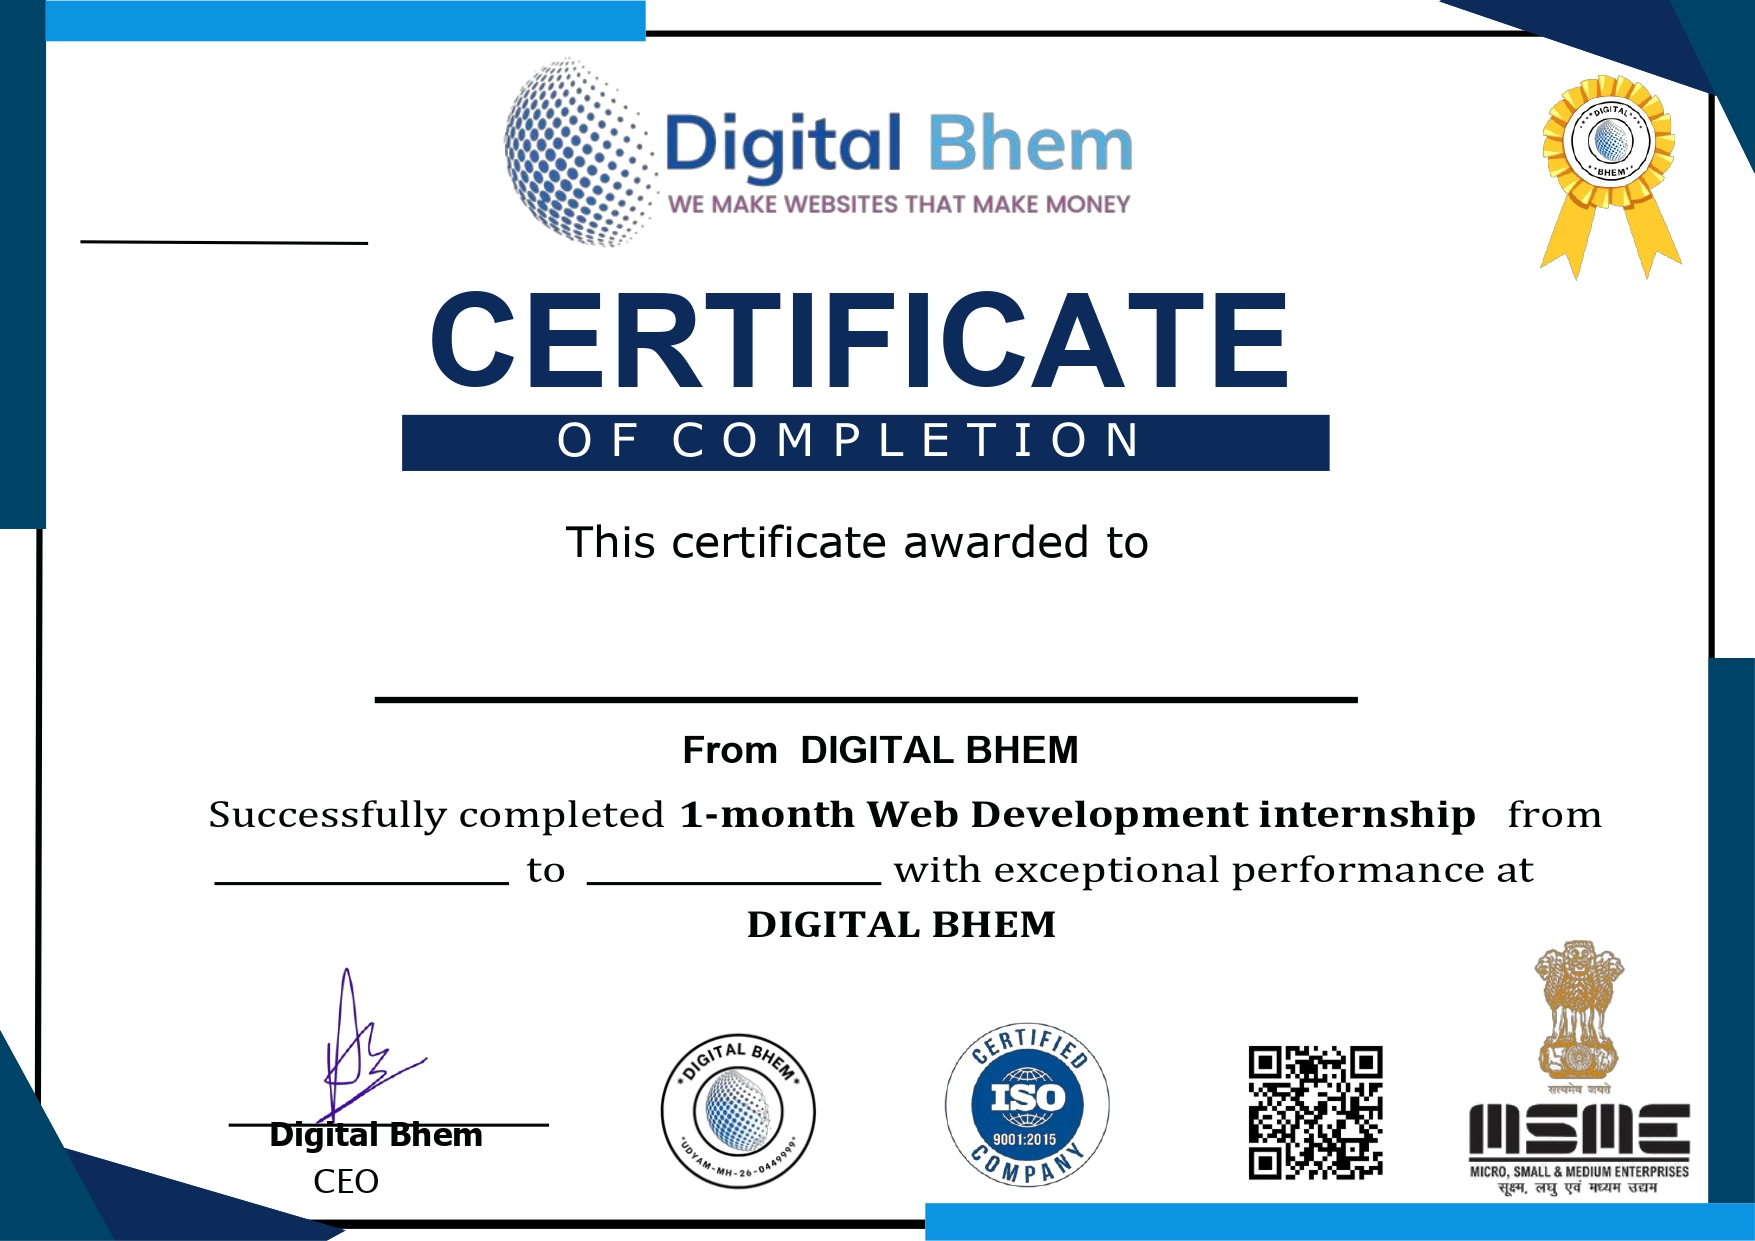 Digital Bhem
WE MAKE WEBSITES THAT MAKE MONEY
*DIGITAL*
*BHEM*
CERTIFICATE
OF COMPLETION
This certificate awarded to
From DIGITAL BHEM
Successfully completed 1-month Web Development internship from
to with exceptional performance at
DIGITAL BHEM
Digital Bhem
CEO
*DIGITAL BHEM*
*UDYAM-MH-26-0449999*
CERTIFIED
ISO
9001:2015
COMPANY
सत्यमेव जयते
MSME
MICRO, SMALL & MEDIUM ENTERPRISES
सूक्ष्म, लघु एवं मध्यम उद्यम